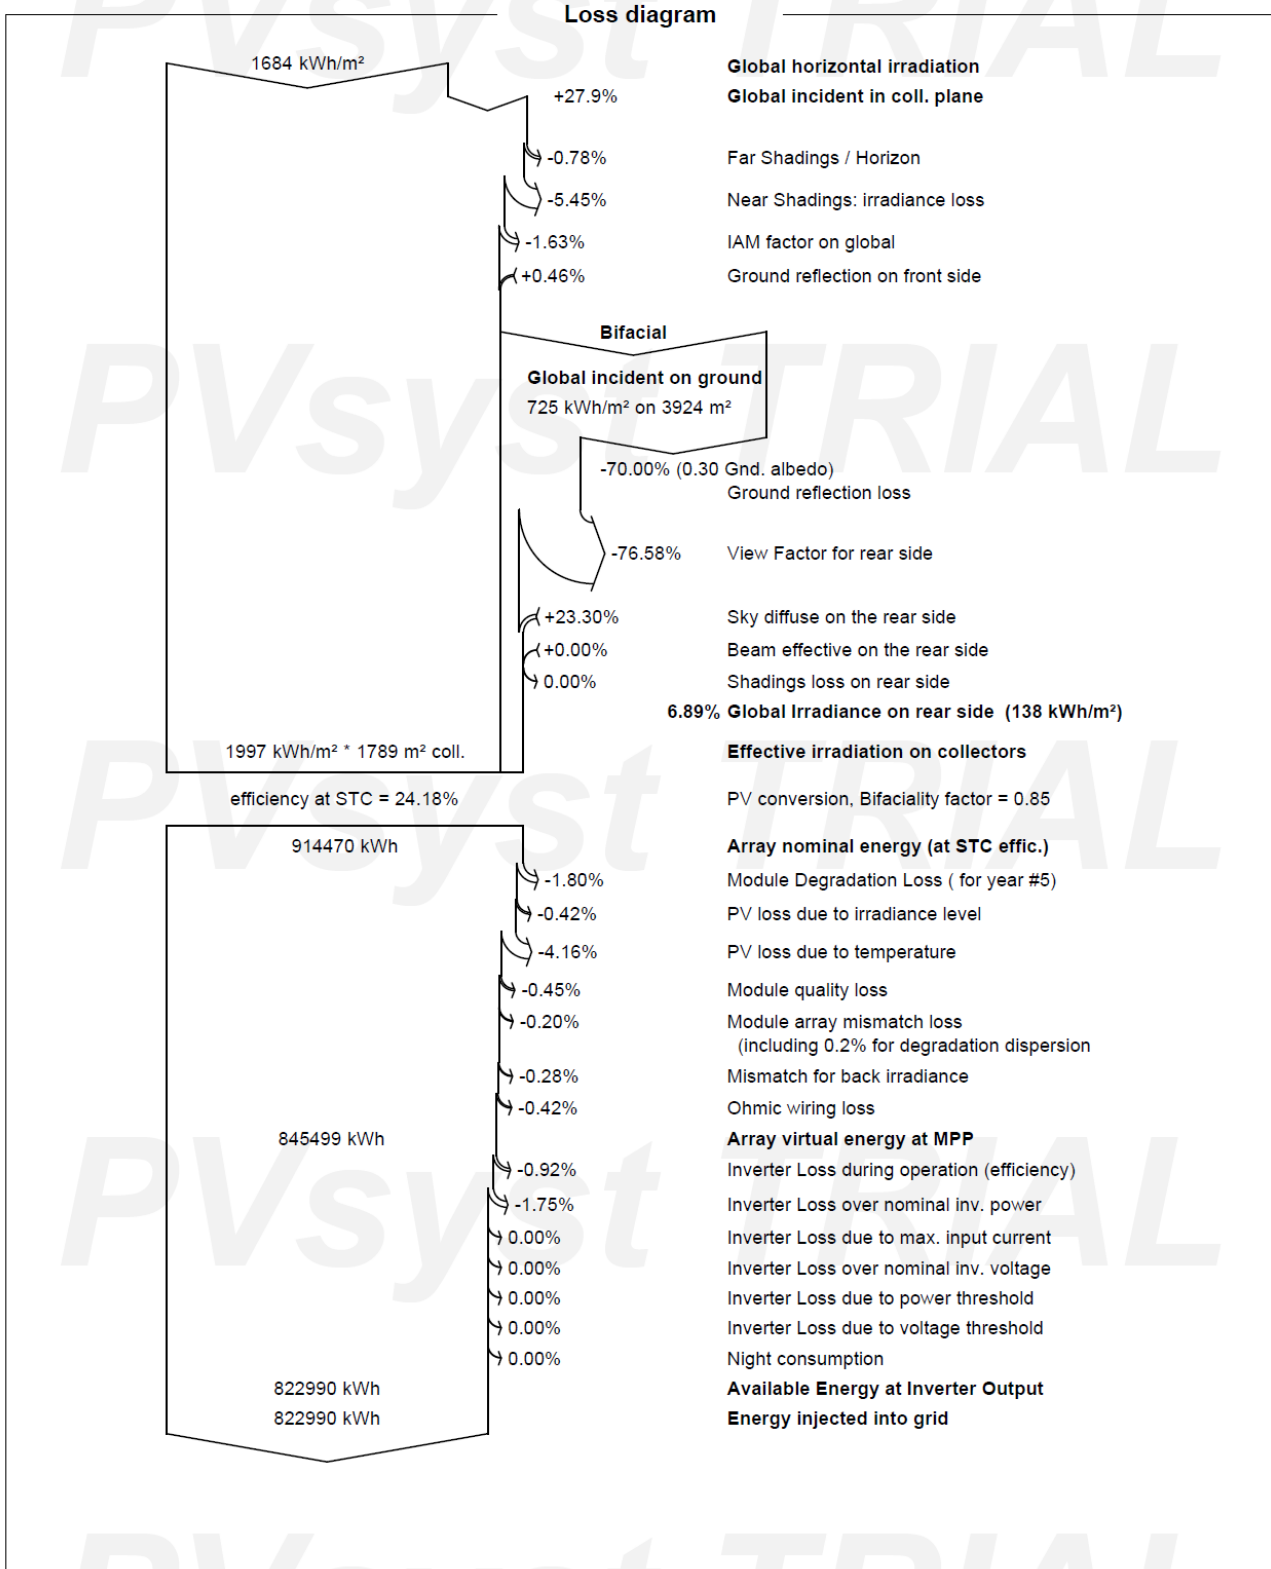 Loss diagram
1684 kWh/m² Global horizontal irradiation
+27.9% Global incident in coll. plane
-0.78% Far Shadings / Horizon
-5.45% Near Shadings: irradiance loss
-1.63% IAM factor on global
+0.46% Ground reflection on front side
Bifacial
Global incident on ground
725 kWh/m² on 3924 m²
-70.00% (0.30 Gnd. albedo)
Ground reflection loss
-76.58% View Factor for rear side
+23.30% Sky diffuse on the rear side
+0.00% Beam effective on the rear side
0.00% Shadings loss on rear side
6.89% Global Irradiance on rear side (138 kWh/m²)
1997 kWh/m² * 1789 m² coll. Effective irradiation on collectors
efficiency at STC = 24.18% PV conversion, Bifaciality factor = 0.85
914470 kWh Array nominal energy (at STC effic.)
-1.80% Module Degradation Loss ( for year #5)
-0.42% PV loss due to irradiance level
-4.16% PV loss due to temperature
-0.45% Module quality loss
-0.20% Module array mismatch loss
(including 0.2% for degradation dispersion
-0.28% Mismatch for back irradiance
-0.42% Ohmic wiring loss
845499 kWh Array virtual energy at MPP
-0.92% Inverter Loss during operation (efficiency)
-1.75% Inverter Loss over nominal inv. power
0.00% Inverter Loss due to max. input current
0.00% Inverter Loss over nominal inv. voltage
0.00% Inverter Loss due to power threshold
0.00% Inverter Loss due to voltage threshold
0.00% Night consumption
822990 kWh Available Energy at Inverter Output
822990 kWh Energy injected into grid
PVsyst TRIAL
PVsyst TRIAL
PVsyst TRIAL
PVsyst TRIAL
PVsyst TRIAL